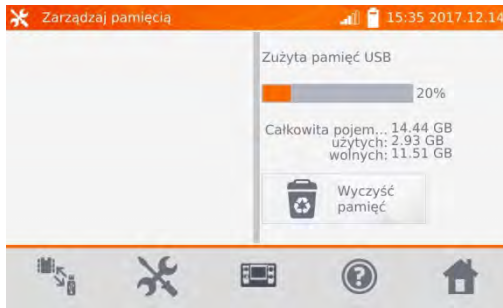 Zarządzaj pamięcią
15:35 2017.12.14
Zużyta pamięć USB
20%
Całkowita pojem... 14.44 GB
użytych: 2.93 GB
wolnych: 11.51 GB
Wyczyść
pamięć
?